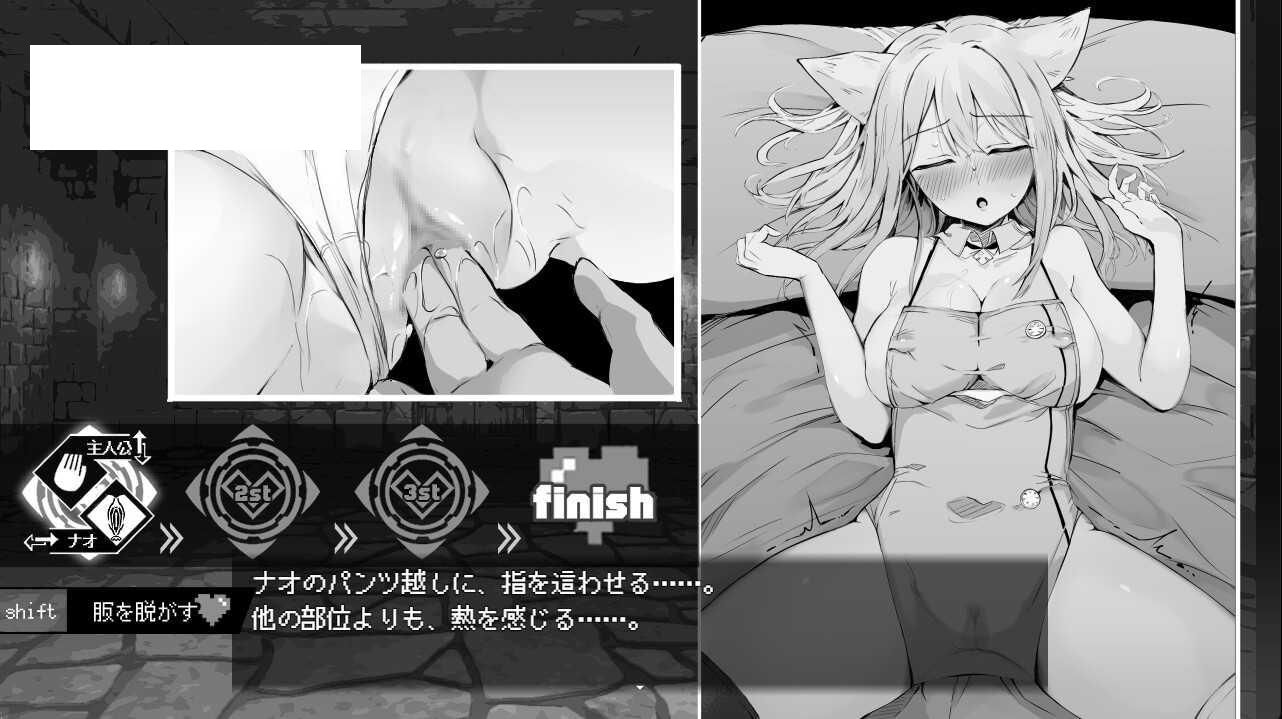 主人公
ナオ
2st
3st
finish
shift
服を脱がす
ナオのパンツ越しに、指を這わせる……。
他の部位よりも、熱を感じる……。